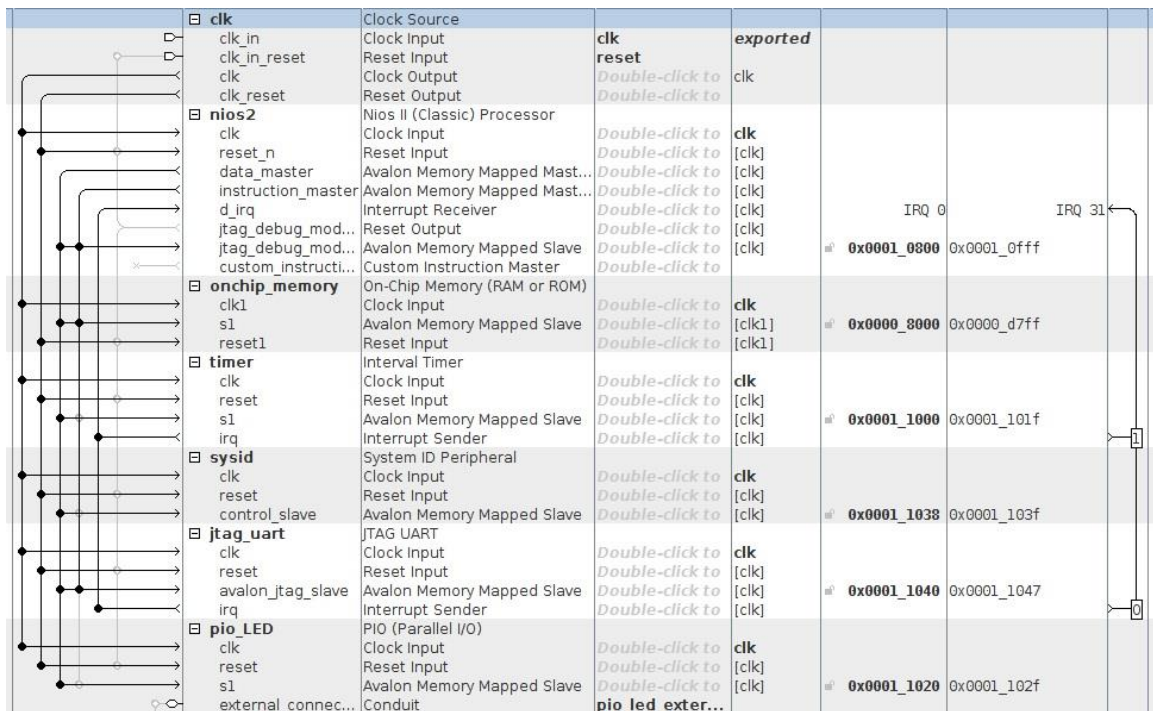 clk Clock Source
clk_in Clock Input clk exported
clk_in_reset Reset Input reset
clk Clock Output Double-click to clk
clk_reset Reset Output Double-click to
nios2 Nios II (Classic) Processor
clk Clock Input Double-click to clk
reset_n Reset Input Double-click to [clk]
data_master Avalon Memory Mapped Mast... Double-click to [clk]
instruction_master Avalon Memory Mapped Mast... Double-click to [clk]
d_irq Interrupt Receiver Double-click to [clk] IRQ 0 IRQ 31
jtag_debug_mod... Reset Output Double-click to [clk]
jtag_debug_mod... Avalon Memory Mapped Slave Double-click to [clk] 0x0001_0800 0x0001_0fff
custom_instructi... Custom Instruction Master Double-click to
onchip_memory On-Chip Memory (RAM or ROM)
clk1 Clock Input Double-click to clk
s1 Avalon Memory Mapped Slave Double-click to [clk1] 0x0000_8000 0x0000_d7ff
reset1 Reset Input Double-click to [clk1]
timer Interval Timer
clk Clock Input Double-click to clk
reset Reset Input Double-click to [clk]
s1 Avalon Memory Mapped Slave Double-click to [clk] 0x0001_1000 0x0001_101f
irq Interrupt Sender Double-click to [clk] 1
sysid System ID Peripheral
clk Clock Input Double-click to clk
reset Reset Input Double-click to [clk]
control_slave Avalon Memory Mapped Slave Double-click to [clk] 0x0001_1038 0x0001_103f
jtag_uart JTAG UART
clk Clock Input Double-click to clk
reset Reset Input Double-click to [clk]
avalon_jtag_slave Avalon Memory Mapped Slave Double-click to [clk] 0x0001_1040 0x0001_1047
irq Interrupt Sender Double-click to [clk] 0
pio_LED PIO (Parallel I/O)
clk Clock Input Double-click to clk
reset Reset Input Double-click to [clk]
s1 Avalon Memory Mapped Slave Double-click to [clk] 0x0001_1020 0x0001_102f
external_connec... Conduit pio_led_exter...